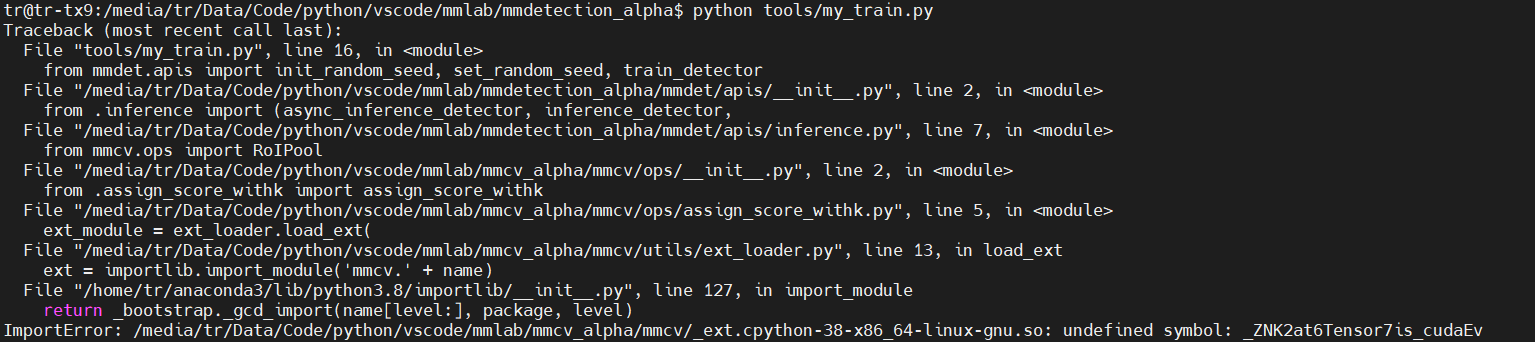 tr@tr-tx9:/media/tr/Data/Code/python/vscode/mmlab/mmdetection_alpha$ python tools/my_train.py
Traceback (most recent call last):
  File "tools/my_train.py", line 16, in <module>
    from mmdet.apis import init_random_seed, set_random_seed, train_detector
  File "/media/tr/Data/Code/python/vscode/mmlab/mmdetection_alpha/mmdet/apis/__init__.py", line 2, in <module>
    from .inference import (async_inference_detector, inference_detector,
  File "/media/tr/Data/Code/python/vscode/mmlab/mmdetection_alpha/mmdet/apis/inference.py", line 7, in <module>
    from mmcv.ops import RoIPool
  File "/media/tr/Data/Code/python/vscode/mmlab/mmcv_alpha/mmcv/ops/__init__.py", line 2, in <module>
    from .assign_score_withk import assign_score_withk
  File "/media/tr/Data/Code/python/vscode/mmlab/mmcv_alpha/mmcv/ops/assign_score_withk.py", line 5, in <module>
    ext_module = ext_loader.load_ext(
  File "/media/tr/Data/Code/python/vscode/mmlab/mmcv_alpha/mmcv/utils/ext_loader.py", line 13, in load_ext
    ext = importlib.import_module('mmcv.' + name)
  File "/home/tr/anaconda3/lib/python3.8/importlib/__init__.py", line 127, in import_module
    return _bootstrap._gcd_import(name[level:], package, level)
ImportError: /media/tr/Data/Code/python/vscode/mmlab/mmcv_alpha/mmcv/_ext.cpython-38-x86_64-linux-gnu.so: undefined symbol: _ZNK2at6Tensor7is_cudaEv